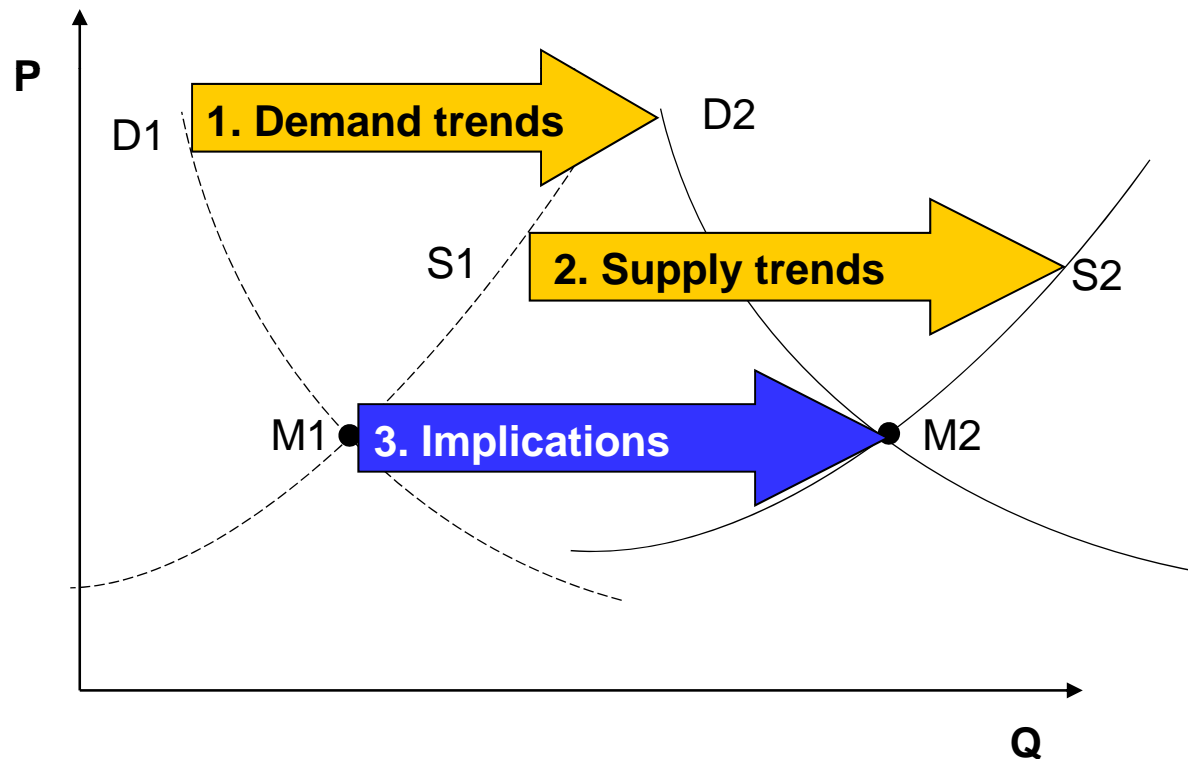 P
D1
1. Demand trends
D2
S1
2. Supply trends
S2
M1
3. Implications
M2
Q